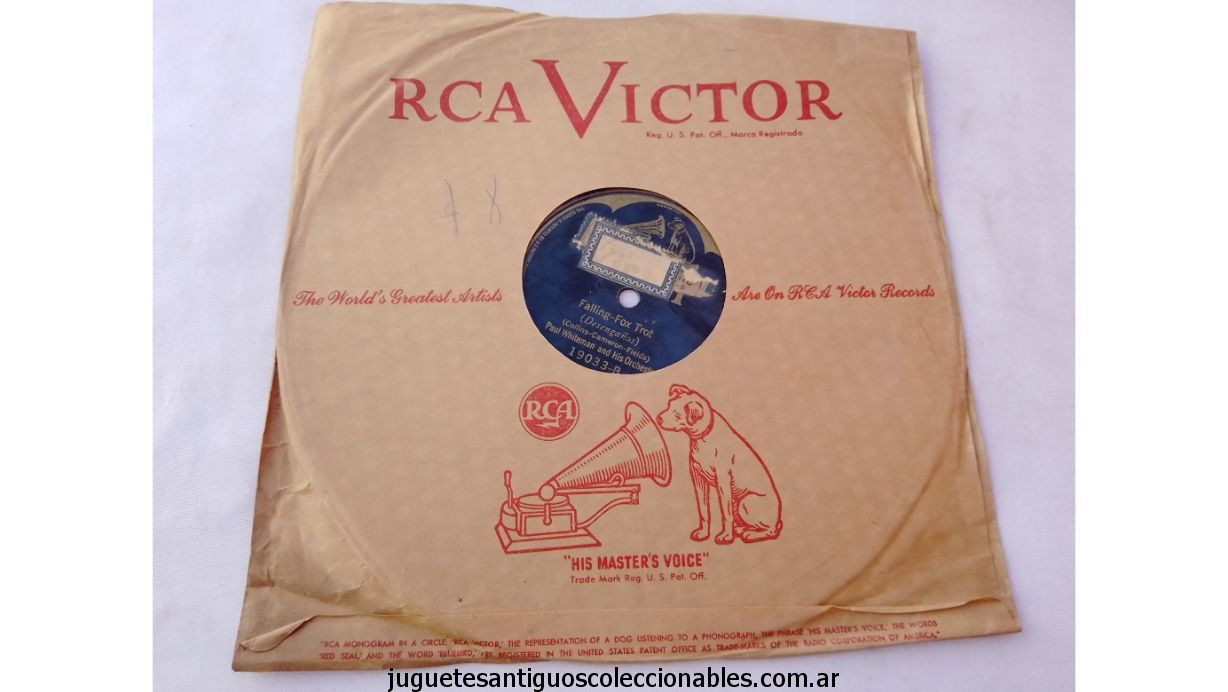 RCA VICTOR
Reg. U. S. Pat. Off., Marca Registrada
$ 8
The World's Greatest Artists
Are On RCA Victor Records
Falling-Fox Trot
(Desengaños)
(Collins-Cameron-Fields)
Paul Whiteman and His Orchest
19033-B
RCA
"HIS MASTER'S VOICE"
Trade Mark Reg. U. S. Pat. Off.
"RCA MONOGRAM IN A CIRCLE, 'RCA VICTOR,' THE REPRESENTATION OF A DOG LISTENING TO A PHONOGRAPH, THE PHRASE 'HIS MASTER'S VOICE,' THE WORDS
'RED SEAL,' AND THE WORD 'BLUEBIRD,' ARE REGISTERED IN THE UNITED STATES PATENT OFFICE AS TRADE-MARKS OF THE RADIO CORPORATION OF AMERICA."
juguetesantiguoscoleccionables.com.ar